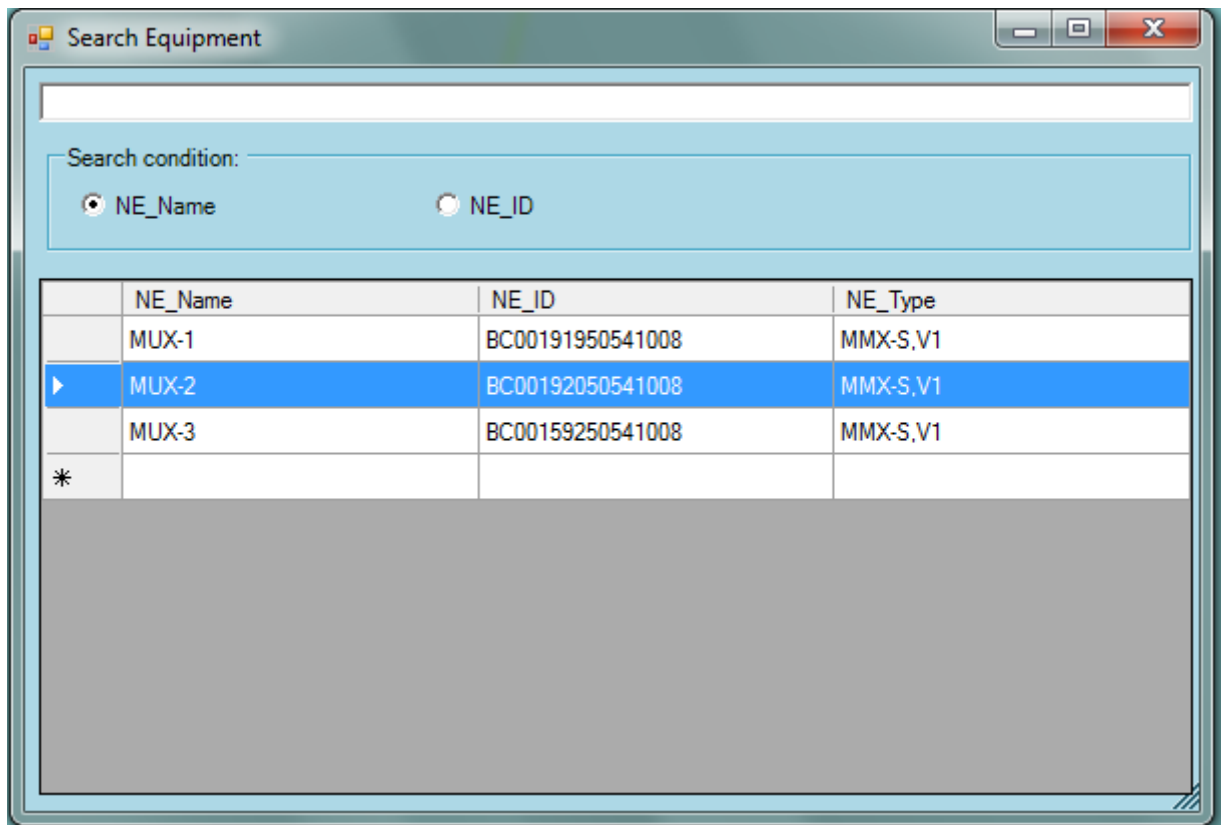 Search Equipment
Search condition:
NE_Name NE_ID
NE_Name NE_ID NE_Type
MUX-1 BC00191950541008 MMX-S,V1
MUX-2 BC00192050541008 MMX-S,V1
MUX-3 BC00159250541008 MMX-S,V1